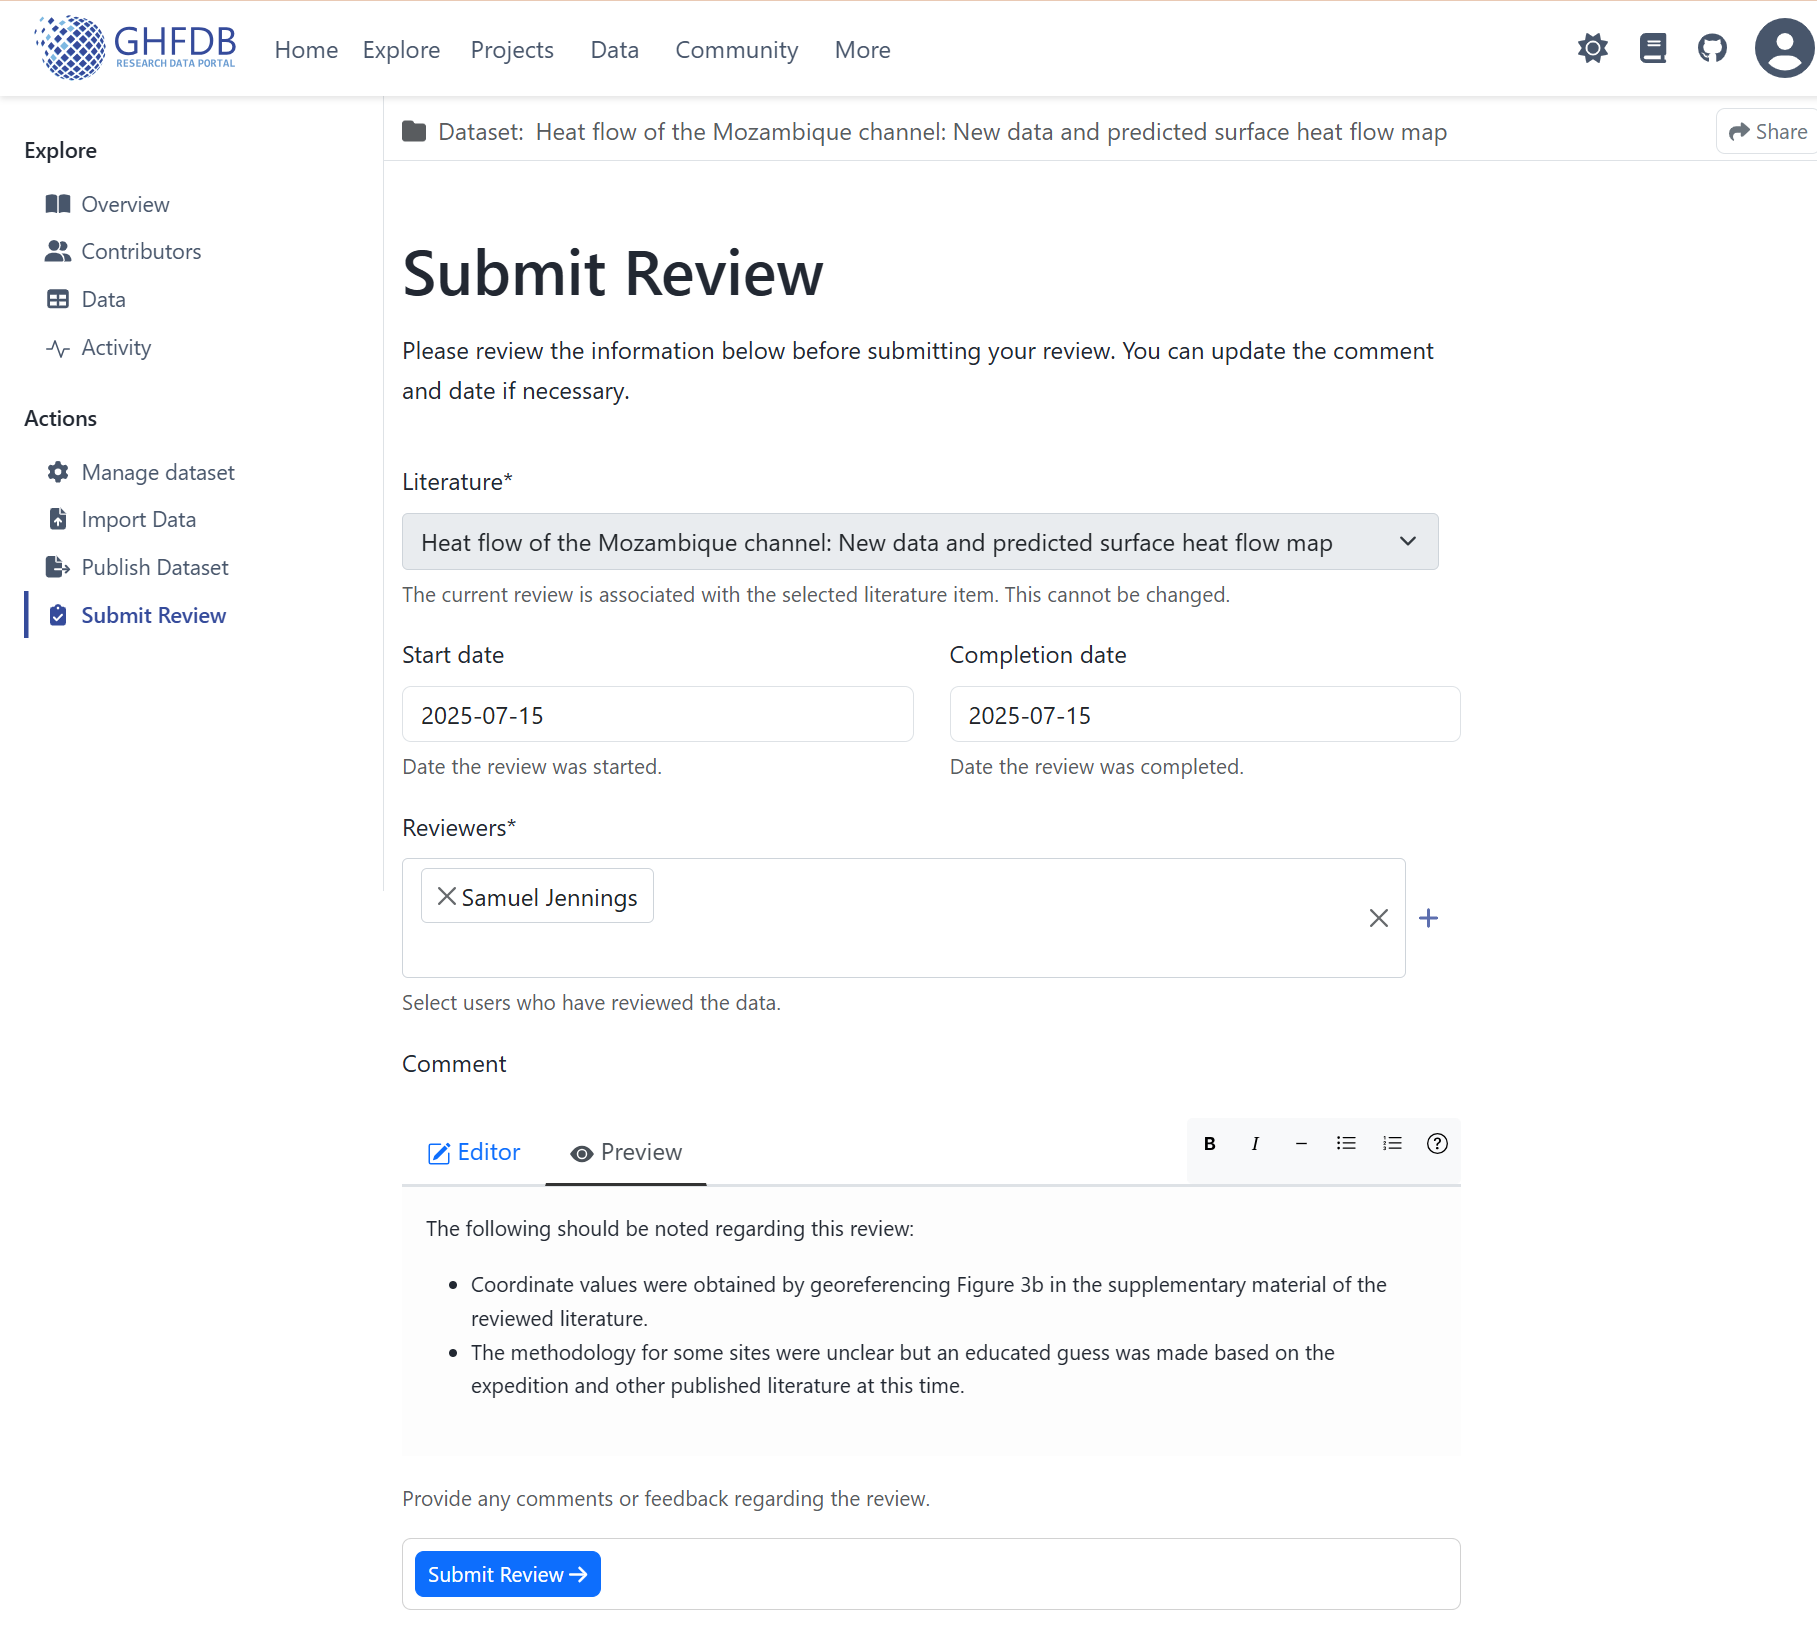 GHFDB
RESEARCH DATA PORTAL
Home Explore Projects Data Community More
Explore
Overview
Contributors
Data
Activity
Actions
Manage dataset
Import Data
Publish Dataset
Submit Review
Dataset: Heat flow of the Mozambique channel: New data and predicted surface heat flow map
Share
Submit Review
Please review the information below before submitting your review. You can update the comment
and date if necessary.
Literature*
Heat flow of the Mozambique channel: New data and predicted surface heat flow map
The current review is associated with the selected literature item. This cannot be changed.
Start date
2025-07-15
Date the review was started.
Completion date
2025-07-15
Date the review was completed.
Reviewers*
Samuel Jennings
Select users who have reviewed the data.
Comment
Editor Preview
B I
The following should be noted regarding this review:
• Coordinate values were obtained by georeferencing Figure 3b in the supplementary material of the
reviewed literature.
• The methodology for some sites were unclear but an educated guess was made based on the
expedition and other published literature at this time.
Provide any comments or feedback regarding the review.
Submit Review